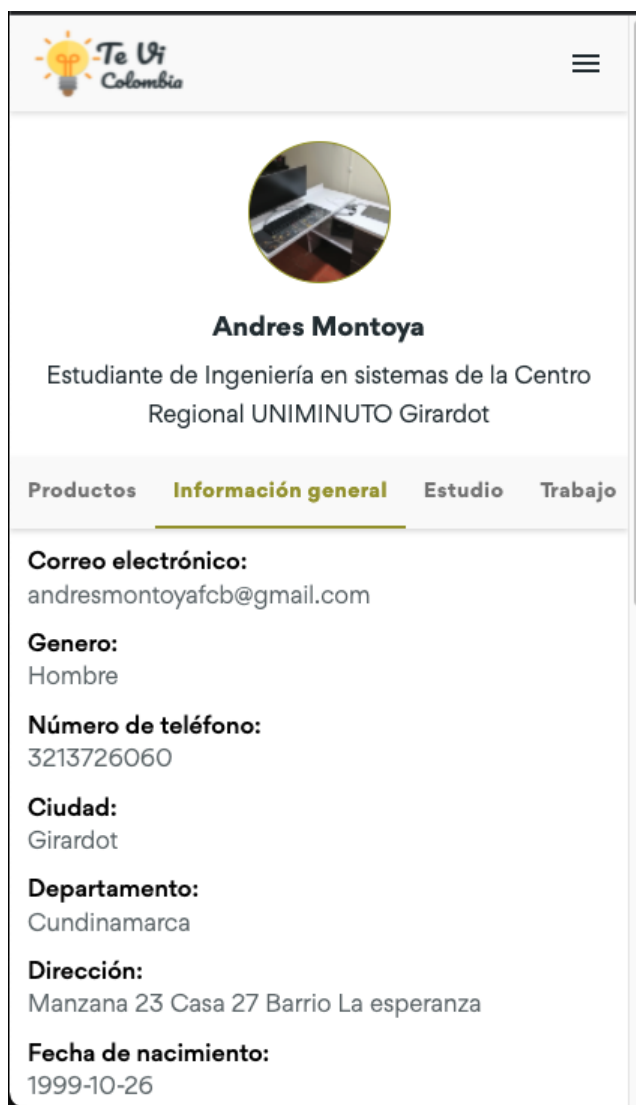 Te Vi
Colombia
Andres Montoya
Estudiante de Ingeniería en sistemas de la Centro
Regional UNIMINUTO Girardot
Productos Información general Estudio Trabajo
Correo electrónico:
andresmontoyafcb@gmail.com
Genero:
Hombre
Número de teléfono:
3213726060
Ciudad:
Girardot
Departamento:
Cundinamarca
Dirección:
Manzana 23 Casa 27 Barrio La esperanza
Fecha de nacimiento:
1999-10-26